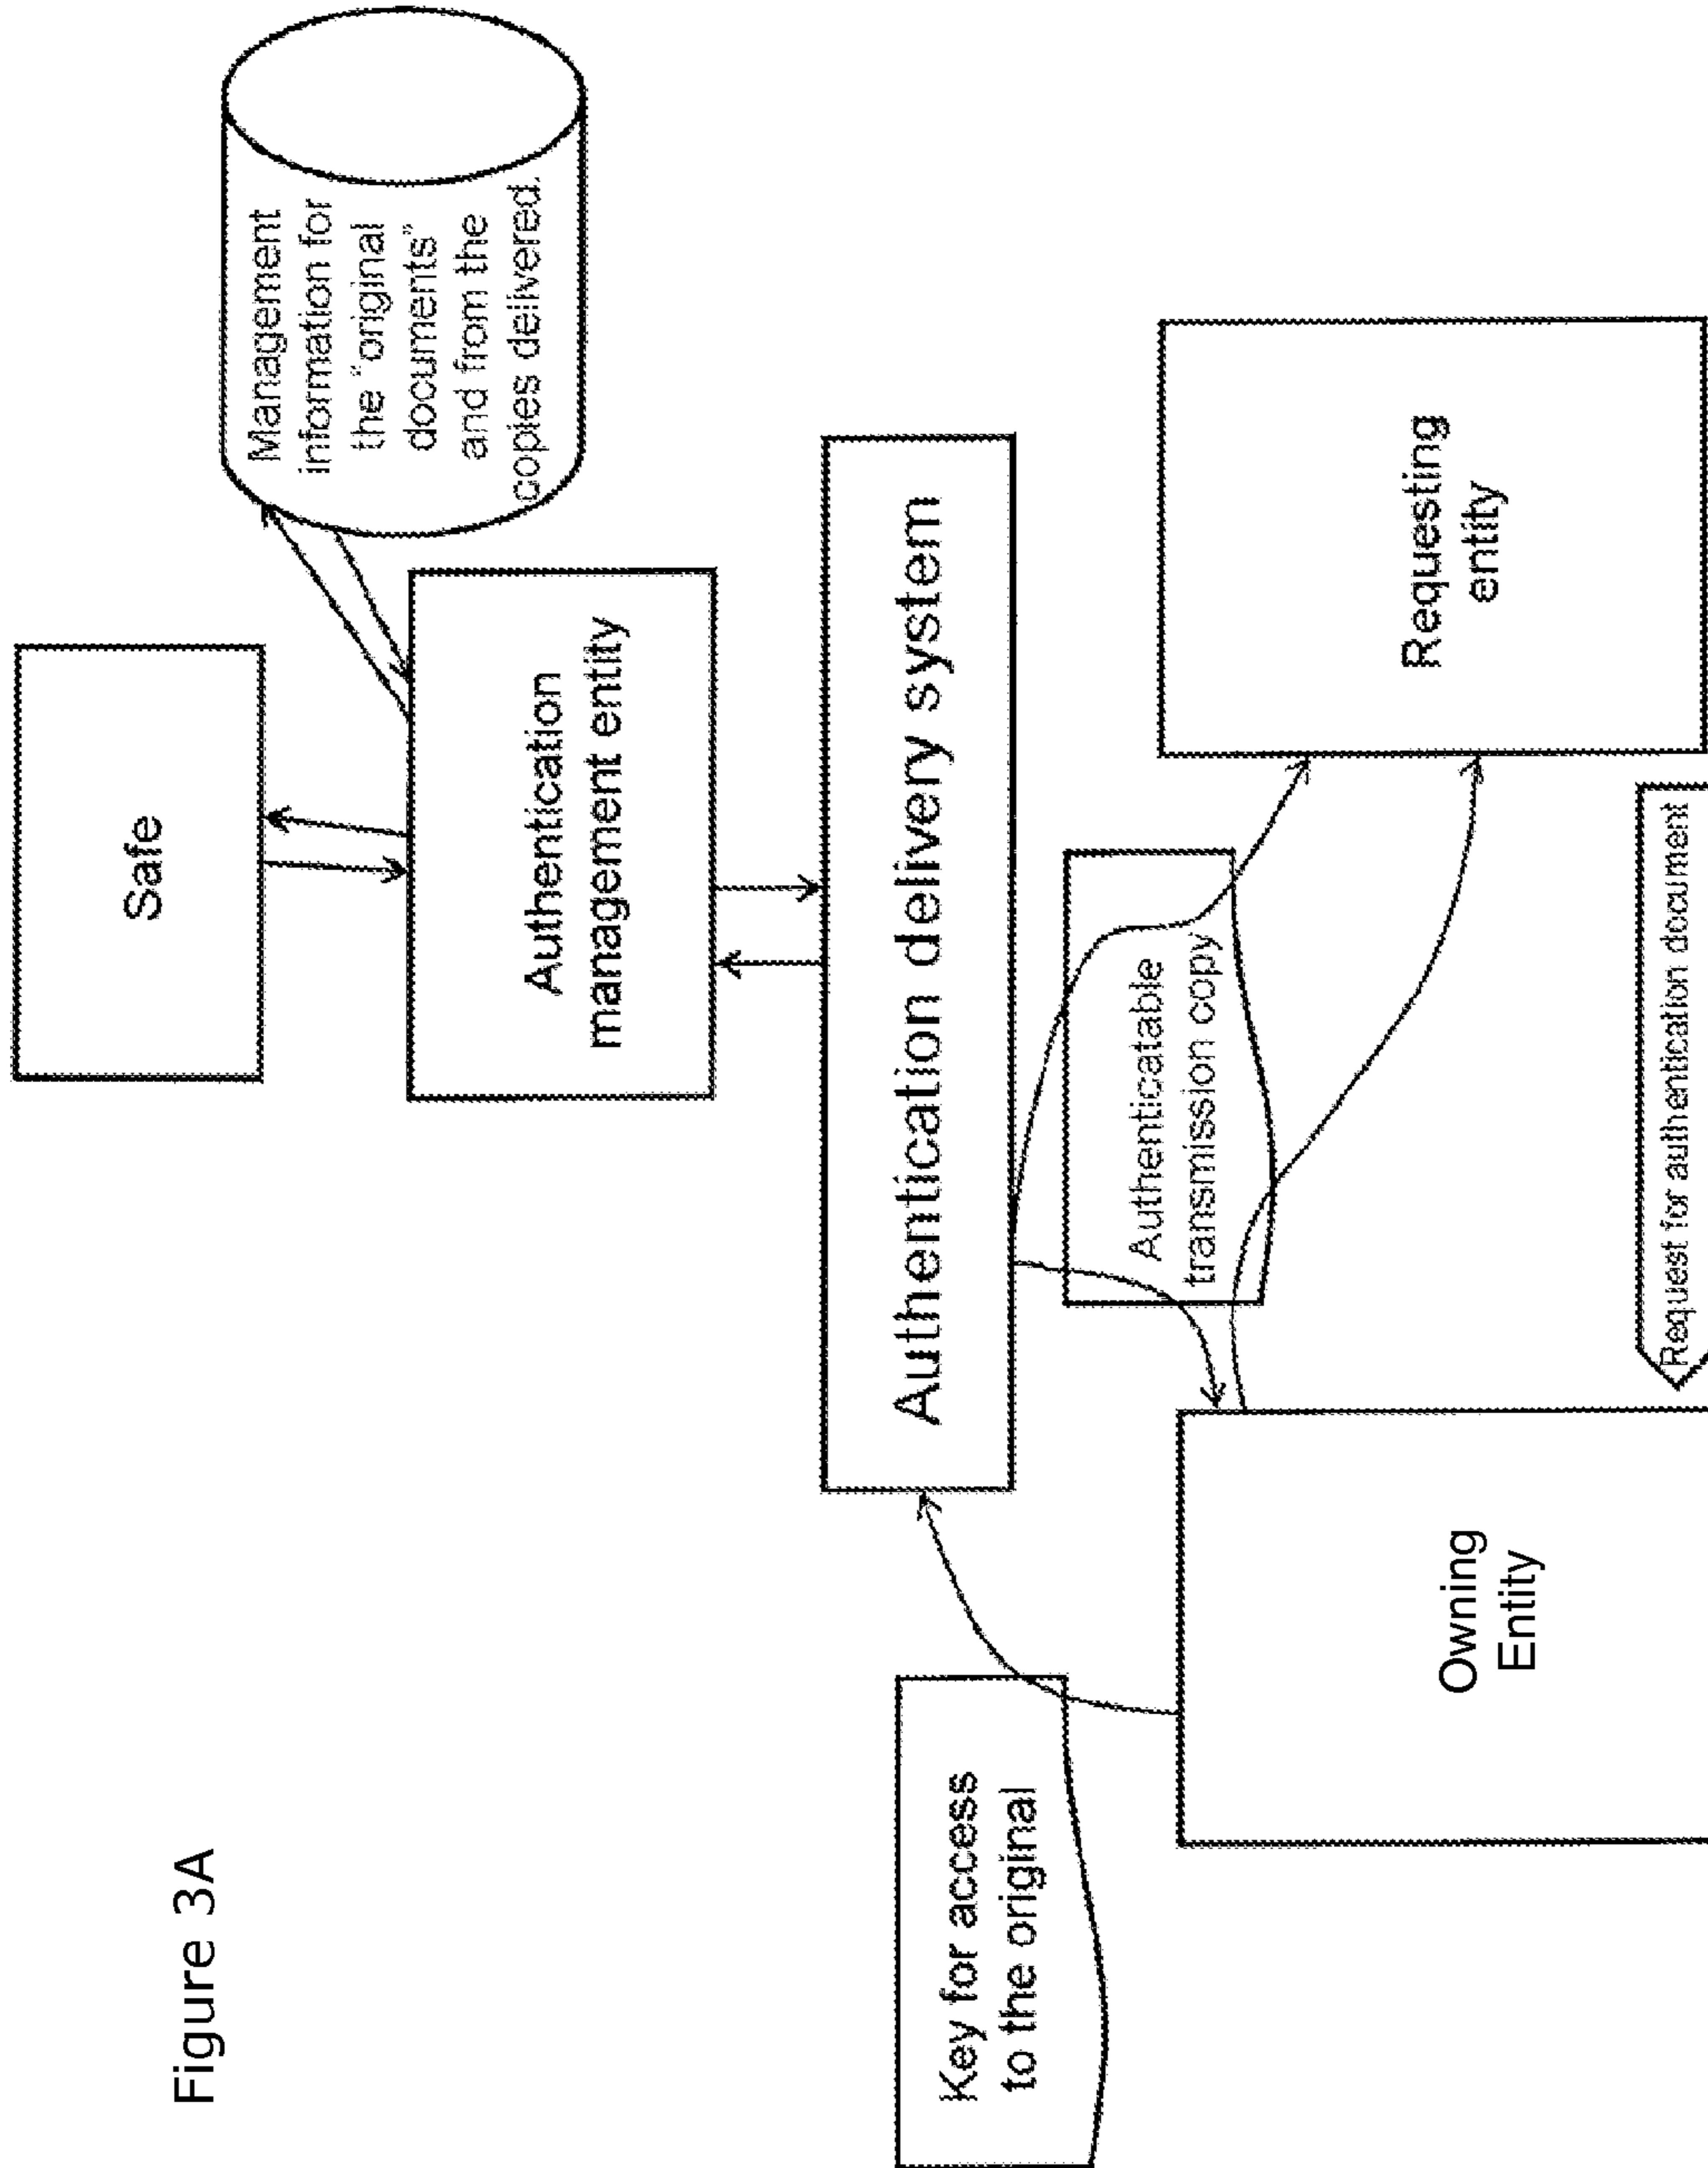 Figure 3A
Safe
Authentication
management entity
Management
information for
the "original
documents"
and from the
copies delivered.
Authentication delivery system
Key for access
to the original
Authenticatable
transmission copy
Owning
Entity
Requesting
entity
Request for authentication document